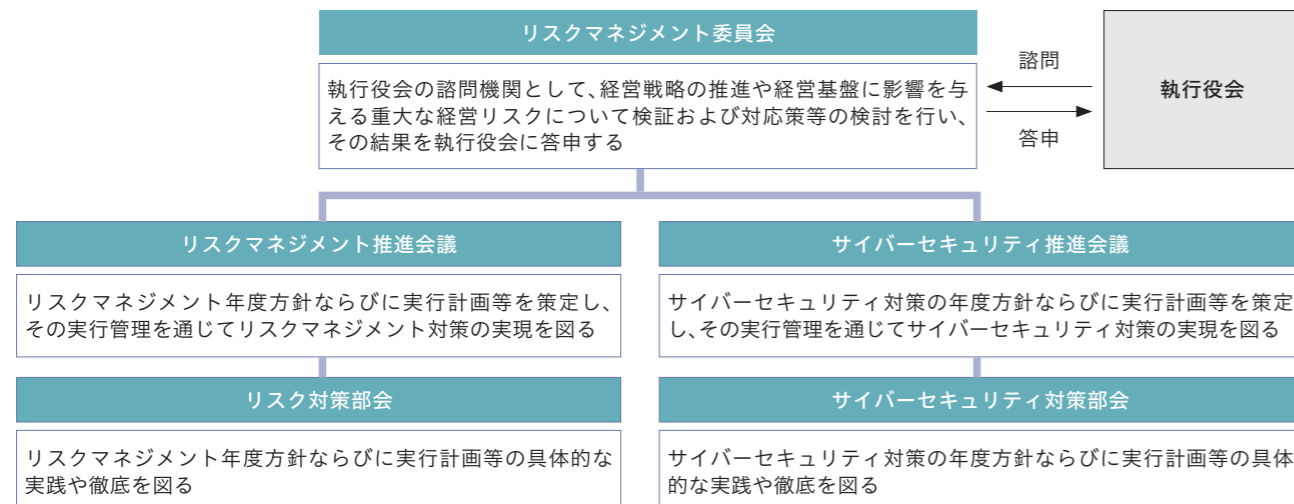 リスクマネジメント委員会
執行役会の諮問機関として、経営戦略の推進や経営基盤に影響を与
える重大な経営リスクについて検証および対応策等の検討を行い、
その結果を執行役会に答申する
諮問
答申
執行役会
リスクマネジメント推進会議
リスクマネジメント年度方針ならびに実行計画等を策定し、
その実行管理を通じてリスクマネジメント対策の実現を図る
サイバーセキュリティ推進会議
サイバーセキュリティ対策の年度方針ならびに実行計画等を策定
し、その実行管理を通じてサイバーセキュリティ対策の実現を図る
リスク対策部会
リスクマネジメント年度方針ならびに実行計画等の具体的な
実践や徹底を図る
サイバーセキュリティ対策部会
サイバーセキュリティ対策の年度方針ならびに実行計画等の具体
的な実践や徹底を図る